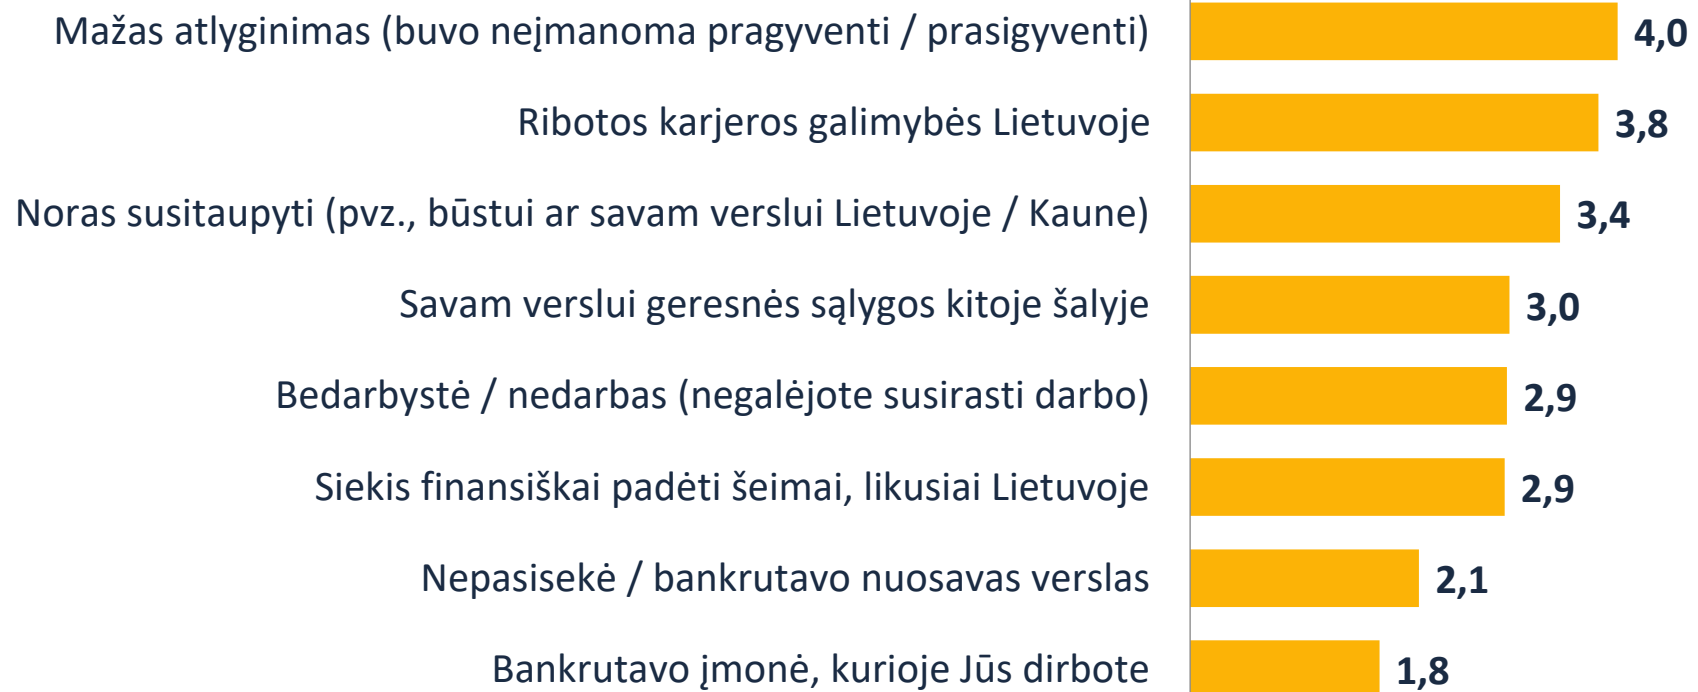 Mažas atlyginimas (buvo neįmanoma pragyventi / prasigyventi) 4,0
Ribotos karjeros galimybės Lietuvoje 3,8
Noras susitaupyti (pvz., būstui ar savam verslui Lietuvoje / Kaune) 3,4
Savam verslui geresnės sąlygos kitoje šalyje 3,0
Bedarbystė / nedarbas (negalėjote susirasti darbo) 2,9
Siekis finansiškai padėti šeimai, likusiai Lietuvoje 2,9
Nepasisekė / bankrutavo nuosavas verslas 2,1
Bankrutavo įmonė, kurioje Jūs dirbote 1,8